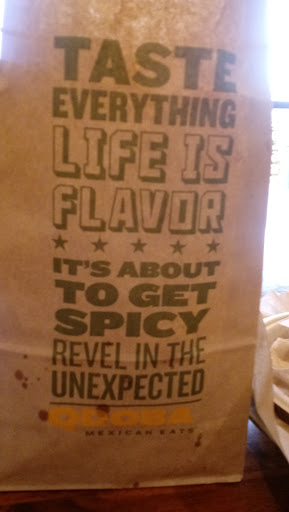 TASTE
EVERYTHING
LIFE IS
FLAVOR
IT'S ABOUT
TO GET
SPICY
REVEL IN THE
UNEXPECTED
QDOBA
MEXICAN EATS